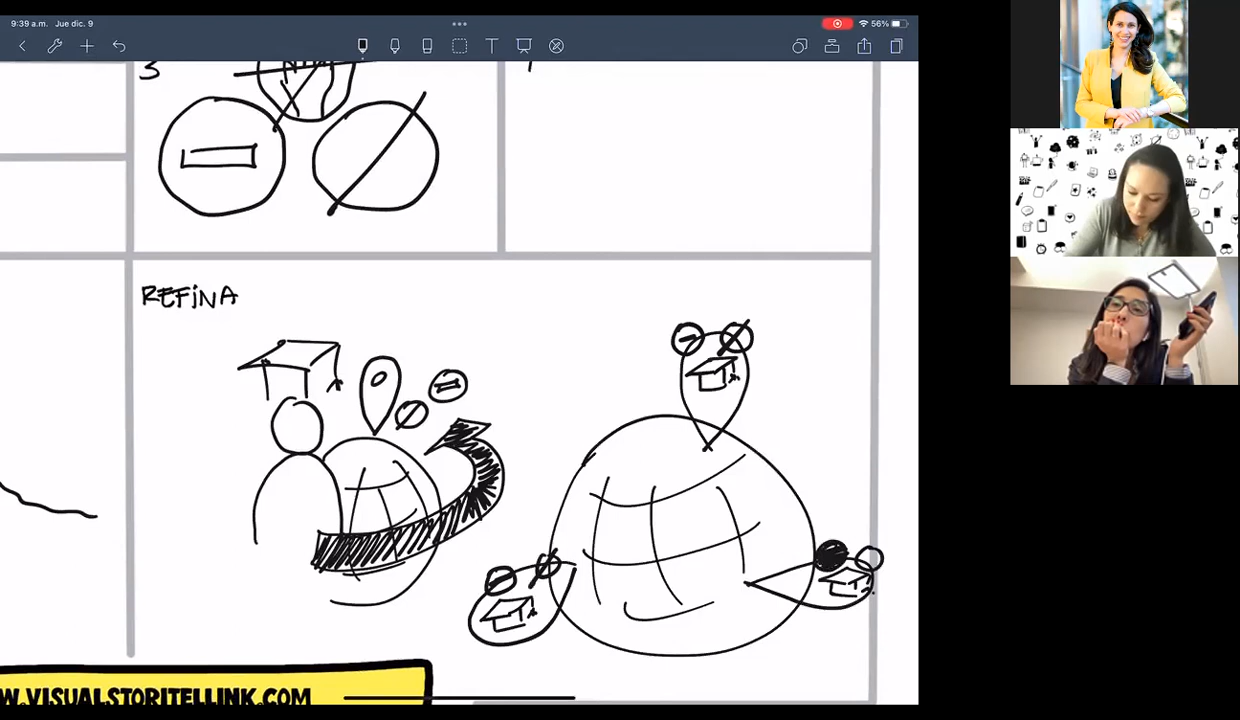 9:39 a.m. Jue dic. 9
56%
T
3
REFINA
W.VISUALSTORITELLINK.COM